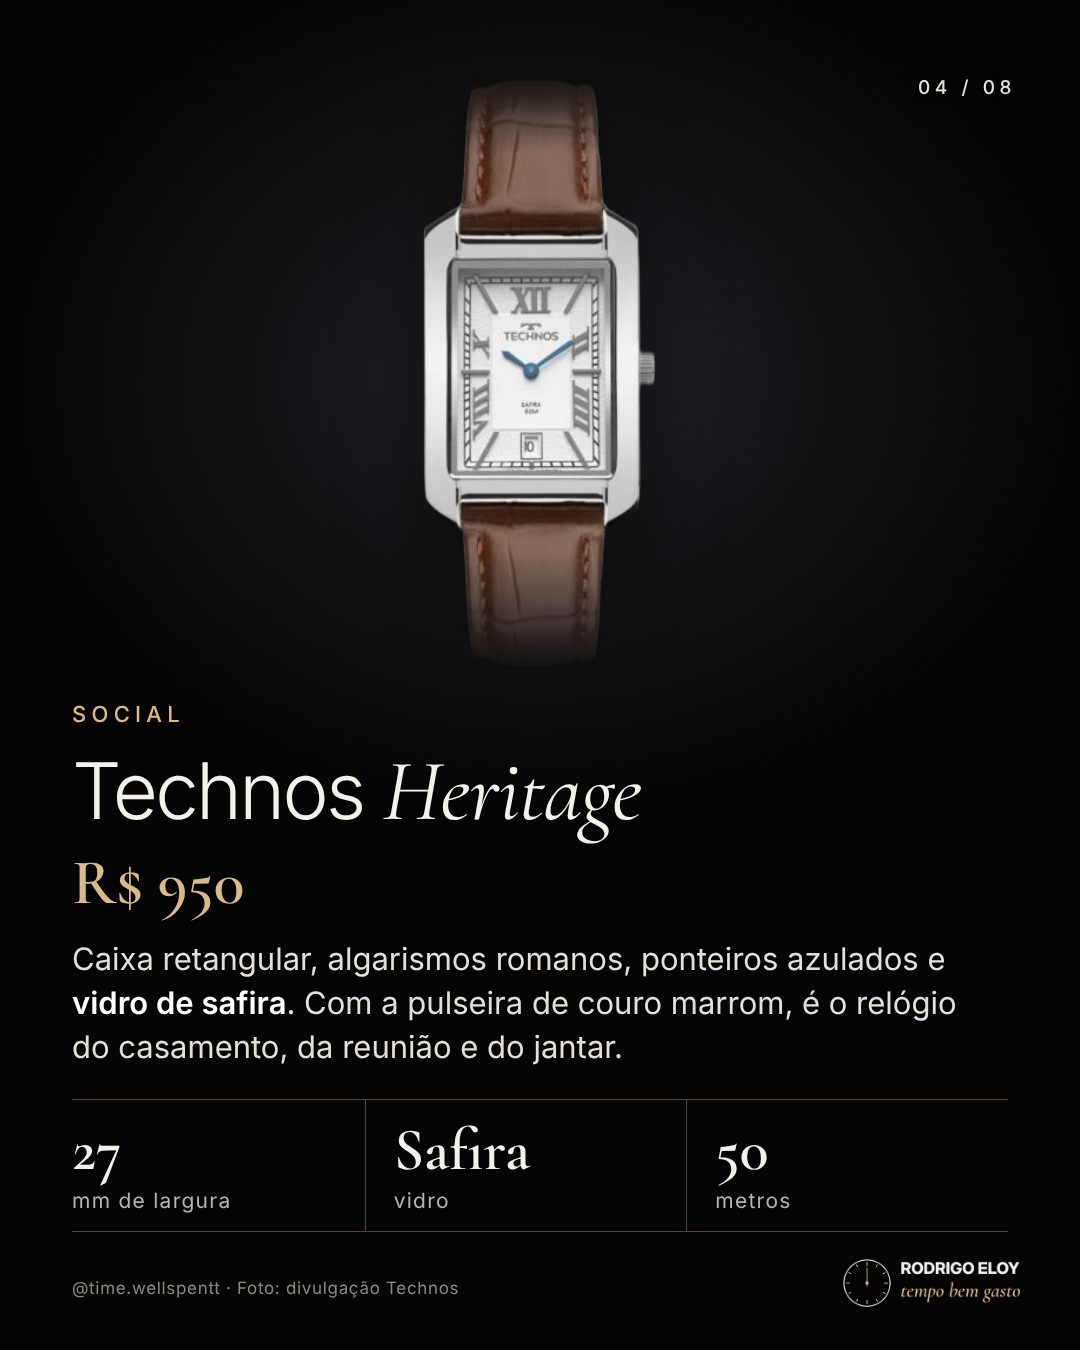 04 / 08
XII
TECHNOS
SAFIRA
50M
10
SOCIAL
Technos Heritage
R$ 950
Caixa retangular, algarismos romanos, ponteiros azulados e
vidro de safira. Com a pulseira de couro marrom, é o relógio
do casamento, da reunião e do jantar.
27
mm de largura
Safira
vidro
50
metros
@time.wellspentt · Foto: divulgação Technos
RODRIGO ELOY
tempo bem gasto